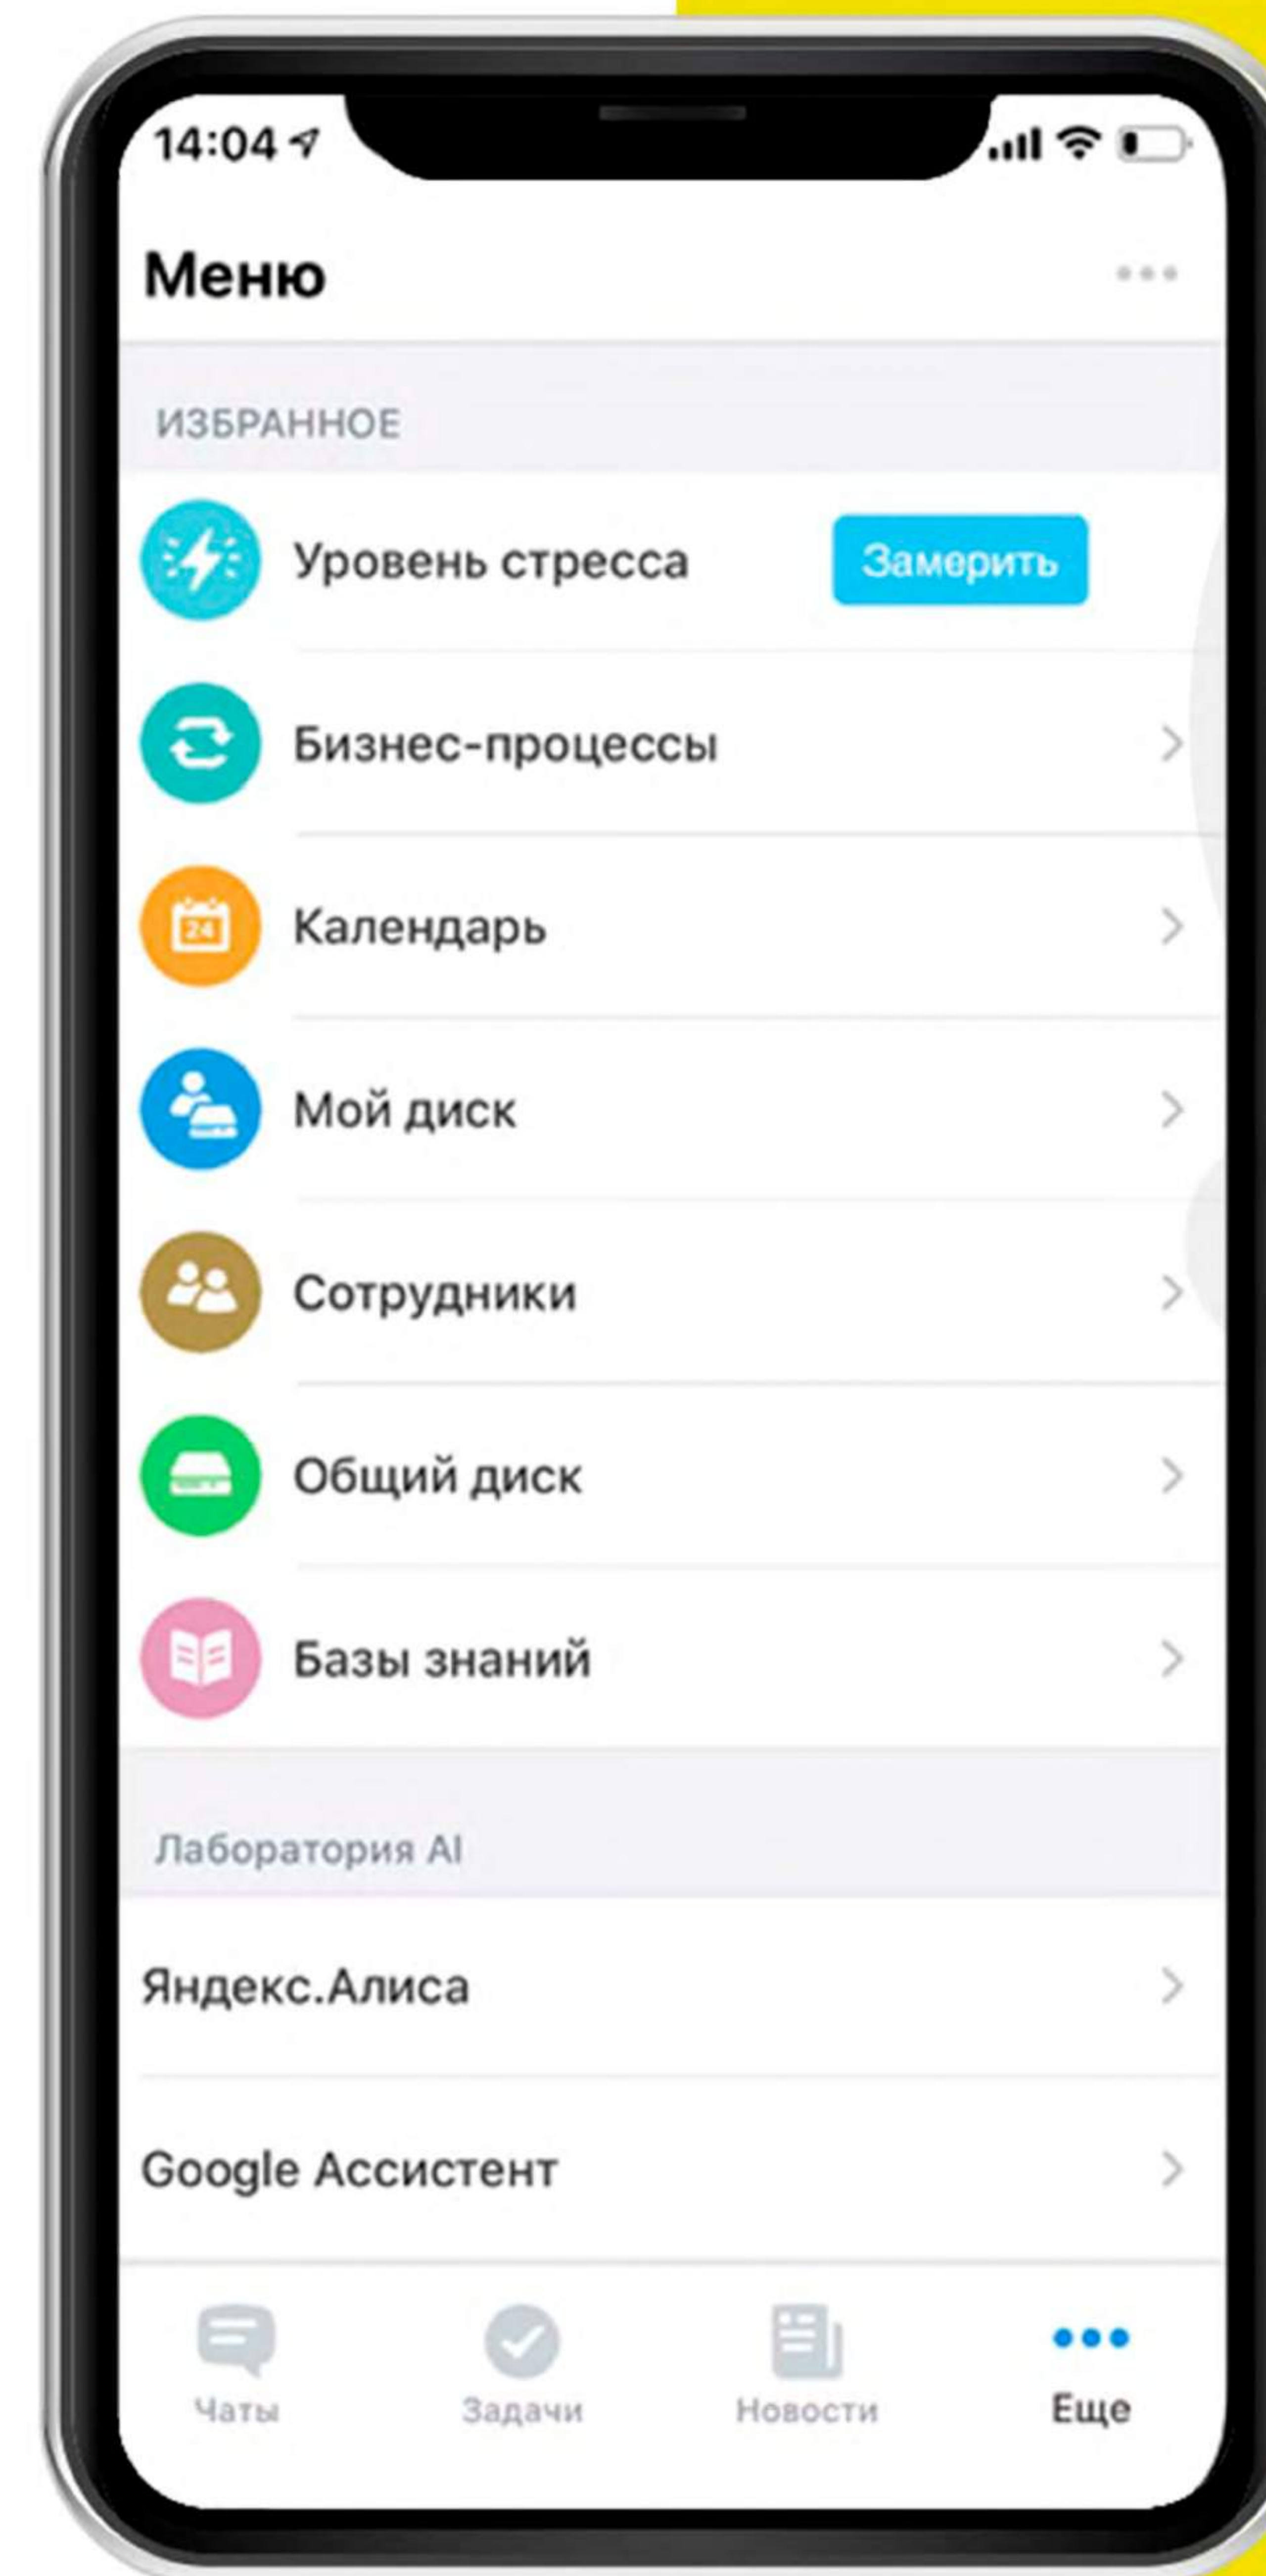 14:04
Меню
ИЗБРАННОЕ
Уровень стресса
Замерить
Бизнес-процессы
24
Календарь
Мой диск
Сотрудники
Общий диск
Базы знаний
Лаборатория AI
Яндекс.Алиса
Google Ассистент
Чаты
Задачи
Новости
Еще